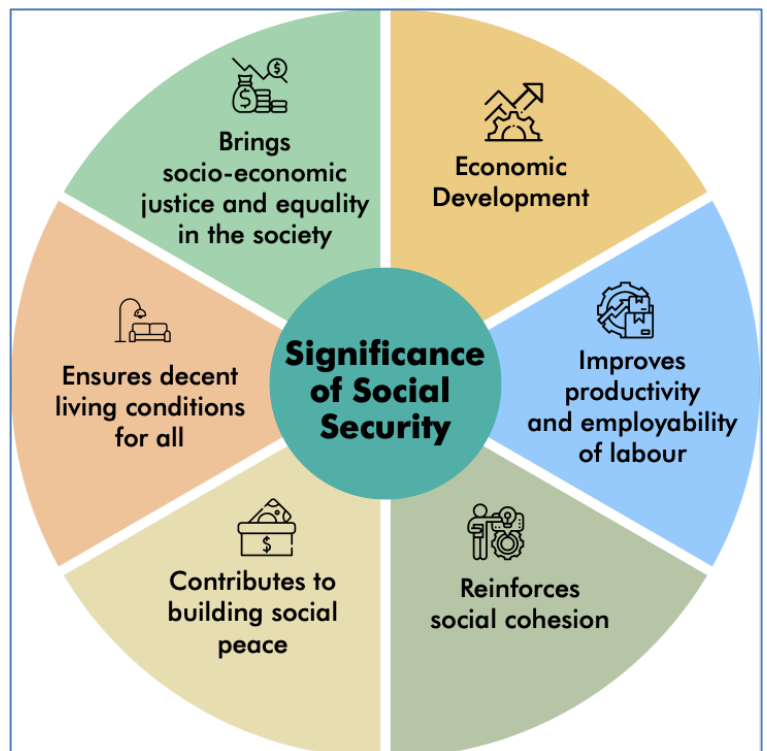 Significance
of Social
Security
Economic
Development
Improves
productivity
and employability
of labour
Reinforces
social cohesion
Contributes to
building social
peace
$
Ensures decent
living conditions
for all
Brings
socio-economic
justice and equality
in the society
$
$